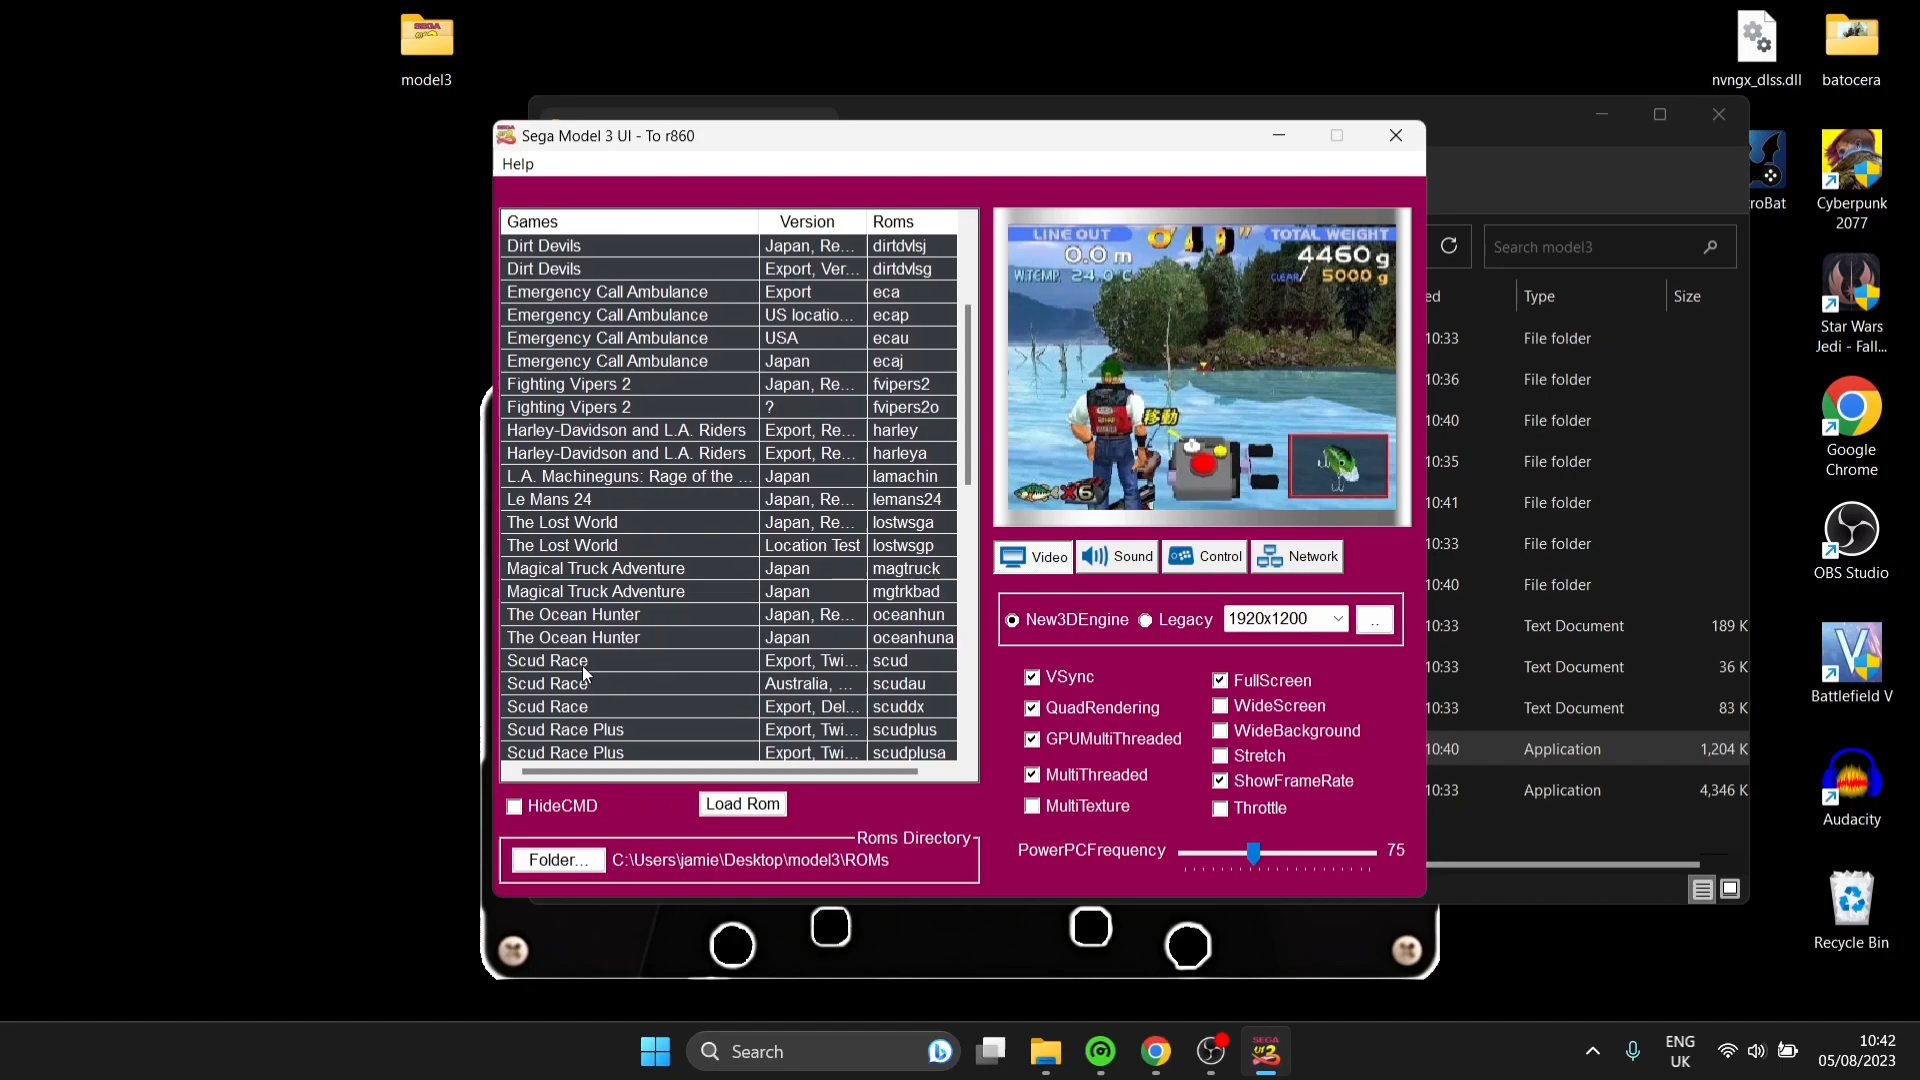 model3
nvngx_dlss.dll
batocera
Sega Model 3 UI - To r860
Help
Games Version Roms
Dirt Devils Japan, Re... dirtdvlsj
Dirt Devils Export, Ver... dirtdvlsg
Emergency Call Ambulance Export eca
Emergency Call Ambulance US locatio... ecap
Emergency Call Ambulance USA ecau
Emergency Call Ambulance Japan ecaj
Fighting Vipers 2 Japan, Re... fvipers2
Fighting Vipers 2 ? fvipers2o
Harley-Davidson and L.A. Riders Export, Re... harley
Harley-Davidson and L.A. Riders Export, Re... harleya
L.A. Machineguns: Rage of the ... Japan lamachin
Le Mans 24 Japan, Re... lemans24
The Lost World Japan, Re... lostwsga
The Lost World Location Test lostwsgp
Magical Truck Adventure Japan magtruck
Magical Truck Adventure Japan mgtrkbad
The Ocean Hunter Japan, Re... oceanhun
The Ocean Hunter Japan oceanhuna
Scud Race Export, Twi... scud
Scud Race Australia, ... scudau
Scud Race Export, Del... scuddx
Scud Race Plus Export, Twi... scudplus
Scud Race Plus Export, Twi... scudplusa
HideCMD
Load Rom
Roms Directory
Folder... C:\Users\jamie\Desktop\model3\ROMs
LINE OUT
0.0 m
W.TEMP. 24.0 C
0'19"
TOTAL WEIGHT
4460 g
CLEAR/ 5000 g
移動
X6
Video
Sound
Control
Network
New3DEngine
Legacy
1920x1200
..
VSync
QuadRendering
GPUMultiThreaded
MultiThreaded
MultiTexture
FullScreen
WideScreen
WideBackground
Stretch
ShowFrameRate
Throttle
PowerPCFrequency
75
Search model3
ed Type Size
10:33 File folder
10:36 File folder
10:40 File folder
10:35 File folder
10:41 File folder
10:33 File folder
10:40 File folder
10:33 Text Document 189 K
10:33 Text Document 36 K
10:33 Text Document 83 K
10:40 Application 1,204 K
10:33 Application 4,346 K
roBat
Cyberpunk
2077
Star Wars
Jedi - Fall...
Google
Chrome
OBS Studio
Battlefield V
Audacity
Recycle Bin
Search
SEGA
ENG
UK
10:42
05/08/2023